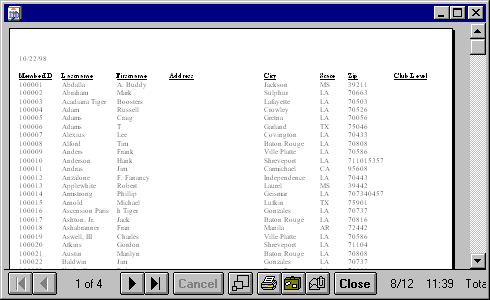 10/22/98
MemberID Lastname Firstname Address City State Zip Club Level
100001 Abdalla A. Buddy Jackson MS 39211
100002 Abraham Mark Sulphur LA 70663
100003 Acadiana Tiger Boosters Lafayette LA 70503
100004 Adam Russell Crowley LA 70526
100005 Adams Craig Gretna LA 70056
100006 Adams T Garland TX 75046
100007 Alexius Lee Covington LA 70433
100008 Alford Tim Baton Rouge LA 70808
100009 Anders Frank Ville Platte LA 70586
100010 Anderson Hank Shreveport LA 711015357
100011 Andras Jim Carmichael CA 95608
100012 Anzalone F. Fanancy Independence LA 70443
100013 Applewhite Robert Laurel MS 39442
100014 Armstrong Phillip Geismar LA 707340457
100015 Arnold Michael Lufkin TX 75901
100016 Ascension Paris h Tiger Gonzales LA 70737
100017 Ashton, Jr. Jack Baton Rouge LA 70816
100018 Ashabranner Fran Manila AR 72442
100019 Aswell, III Charles Ville Platte LA 70586
100020 Atkins Gordon Shreveport LA 71104
100021 Austin Marilyn Baton Rouge LA 70808
100022 Baldwin Jim Gonzales LA 70737
1 of 4 Cancel Close 8/12 11:39 Tota